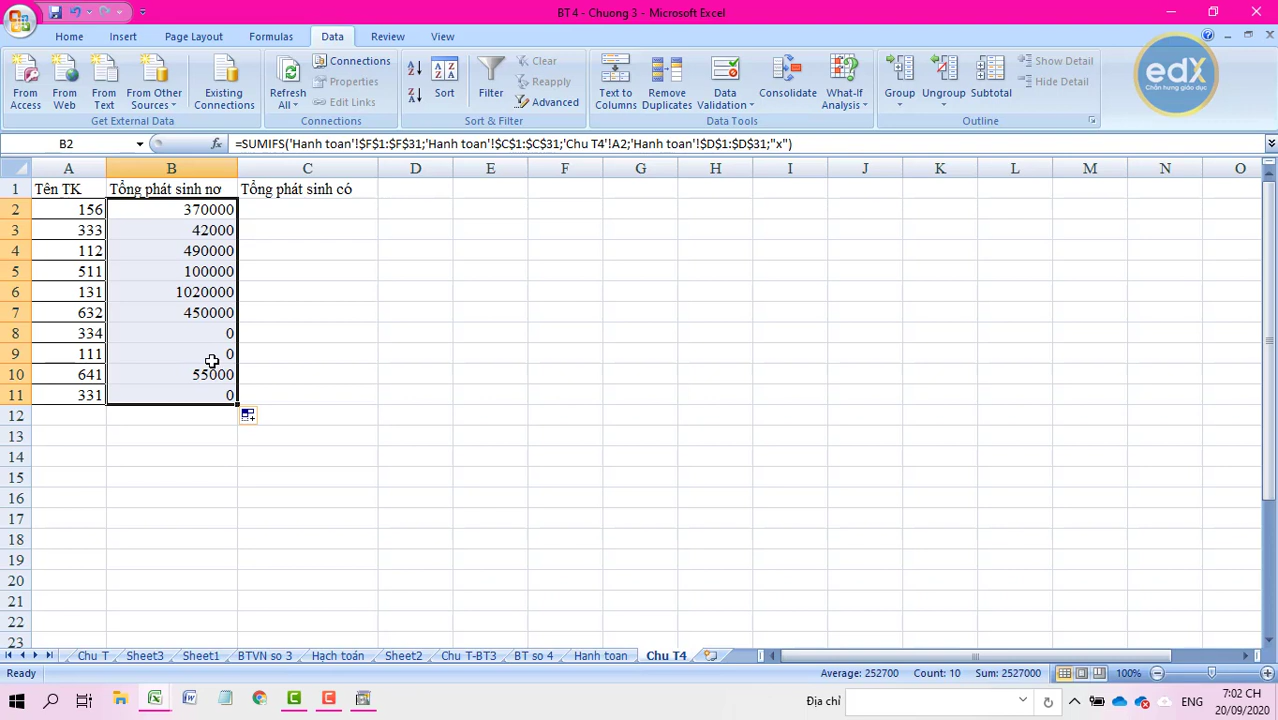 BT 4 - Chuong 3 - Microsoft Excel
Home Insert Page Layout Formulas Data Review View
From Access From Web From Text From Other Sources Existing Connections
Get External Data
Refresh All Connections Properties Edit Links
Connections
Sort Filter Clear Reapply Advanced
Sort & Filter
Text to Columns Remove Duplicates Data Validation Consolidate What-If Analysis
Data Tools
Group Ungroup Subtotal Show Detail Hide Detail
Outline
edX
Chấn hưng giáo dục
B2 fx =SUMIFS('Hanh toan'!$F$1:$F$31;'Hanh toan'!$C$1:$C$31;'Chu T4'!A2;'Hanh toan'!$D$1:$D$31;"x")
A B C D E F G H I J K L M N O
1 Tên TK Tổng phát sinh nơ Tổng phát sinh có
2 156 370000
3 333 42000
4 112 490000
5 511 100000
6 131 1020000
7 632 450000
8 334 0
9 111 0
10 641 55000
11 331 0
12
13
14
15
16
17
18
19
20
21
22
23
Chu T Sheet3 Sheet1 BTVN so 3 Hạch toán Sheet2 Chu T-BT3 BT so 4 Hanh toan Chu T4
Ready Average: 252700 Count: 10 Sum: 2527000 100%
Địa chỉ ENG 7:02 CH
20/09/2020